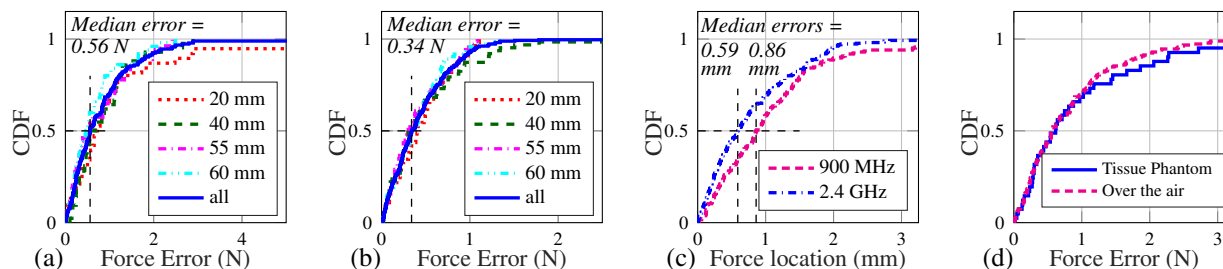 Median error =
0.56 N
1
0.5
0
CDF
0
2
4
20 mm
40 mm
55 mm
60 mm
all
(a)
Force Error (N)
Median Error =
0.34 N
1
0.5
0
CDF
0
1
2
20 mm
40 mm
55 mm
60 mm
all
(b)
Force Error (N)
Median errors =
0.59 0.86
mm mm
1
0.5
0
CDF
0
1
2
3
900 MHz
2.4 GHz
(c)
Force location (mm)
1
0.5
0
CDF
0
1
2
3
Tissue Phantom
Over the air
(d)
Force Error (N)